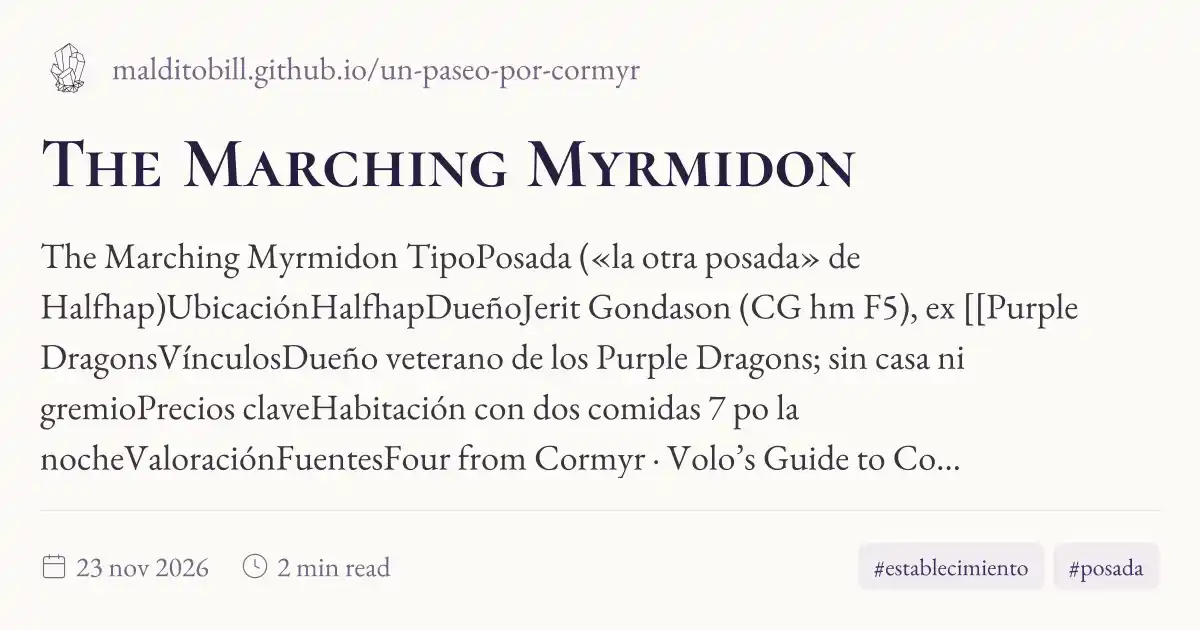 malditobill.github.io/un-paseo-por-cormyr
The Marching Myrmidon
The Marching Myrmidon TipoPosada («la otra posada» de
Halfhap)UbicaciónHalfhapDueñoJerit Gondason (CG hm F5), ex [[Purple
DragonsVínculosDueño veterano de los Purple Dragons; sin casa ni
gremioPrecios claveHabitación con dos comidas 7 po la
nocheValoraciónFuentesFour from Cormyr · Volo’s Guide to Co...
23 nov 2026
2 min read
#establecimiento
#posada